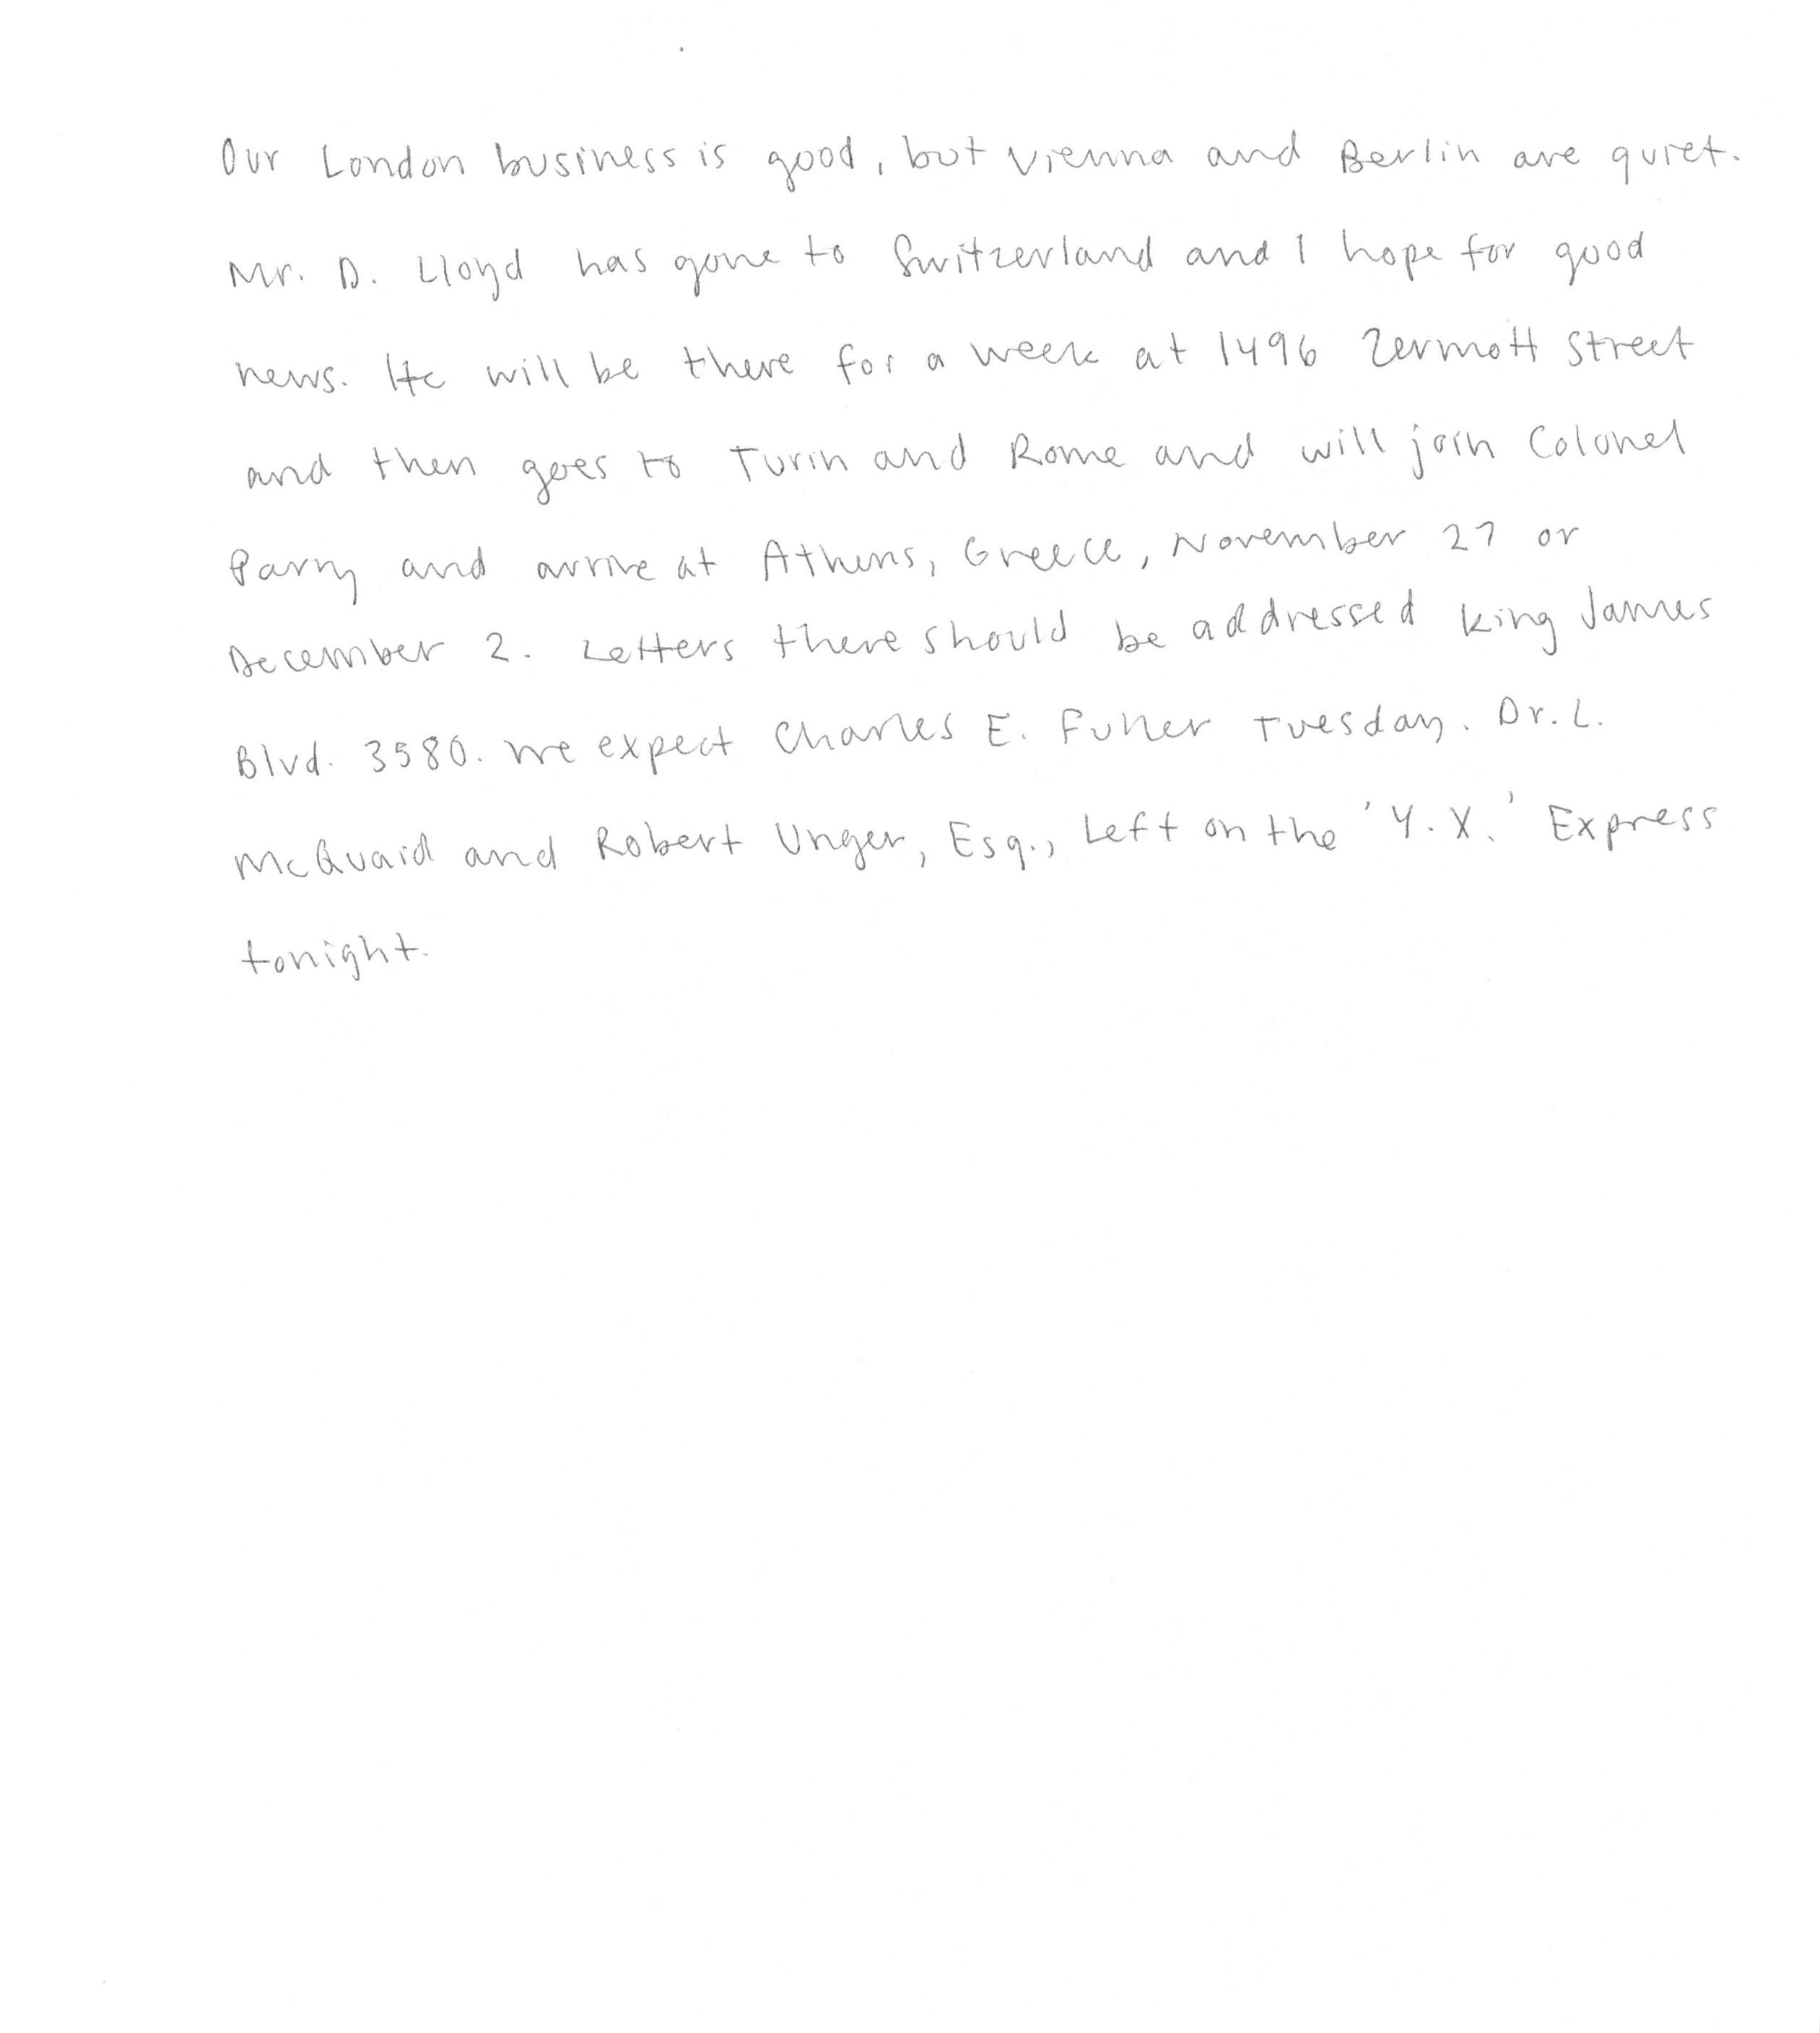 Our London business is good, but Vienna and Berlin are quiet.
Mr. D. Lloyd has gone to Switzerland and I hope for good
news. He will be there for a week at 1496 Zermott Street
and then goes to Turin and Rome and will join Colonel
Parry and arrive at Athens, Greece, November 27 or
December 2. Letters there should be addressed King James
Blvd. 3580. We expect Charles E. Fuller Tuesday. Dr. L.
McQuaid and Robert Unger, Esq., Left on the 'Y.X.' Express
tonight.